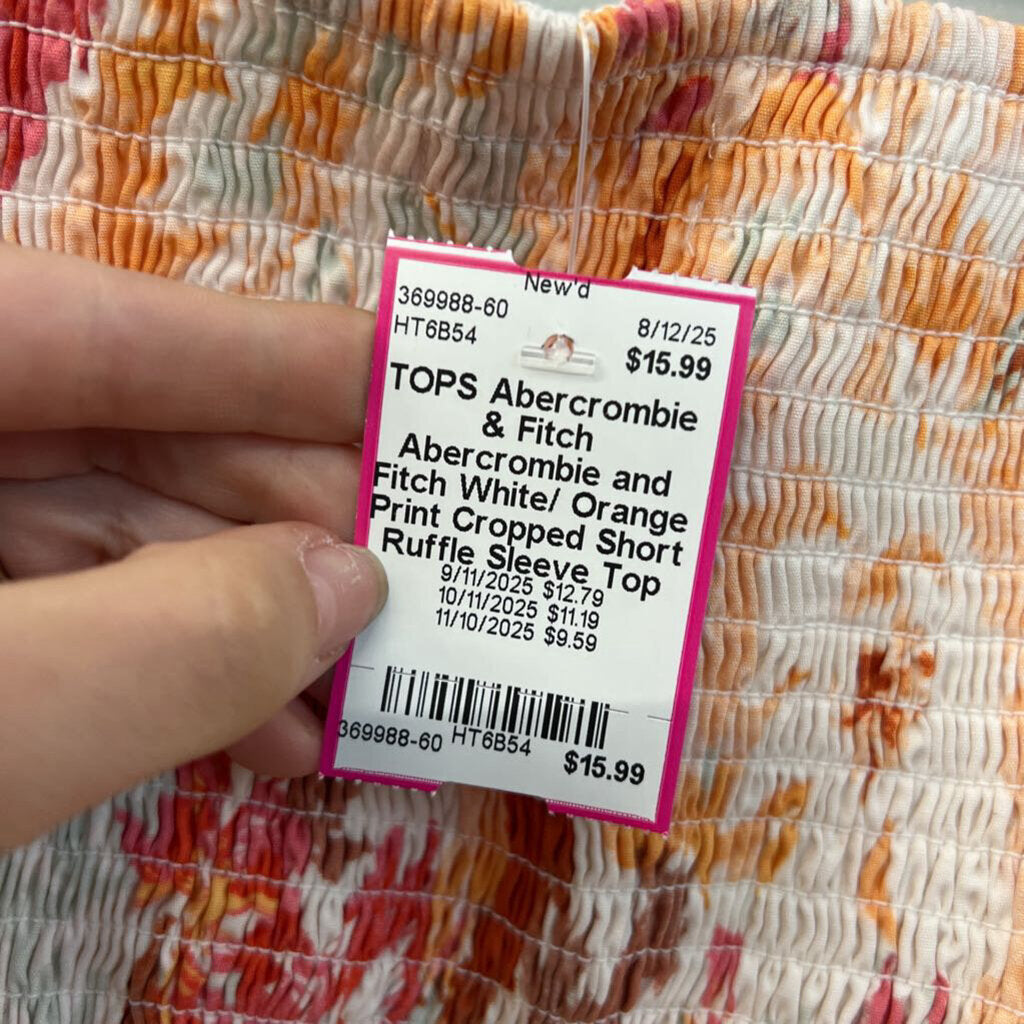 New'd
369988-60
HT6B54
8/12/25
$15.99
TOPS Abercrombie
& Fitch
Abercrombie and
Fitch White/ Orange
Print Cropped Short
Ruffle Sleeve Top
9/11/2025 $12.79
10/11/2025 $11.19
11/10/2025 $9.59
369988-60 HT6B54
$15.99